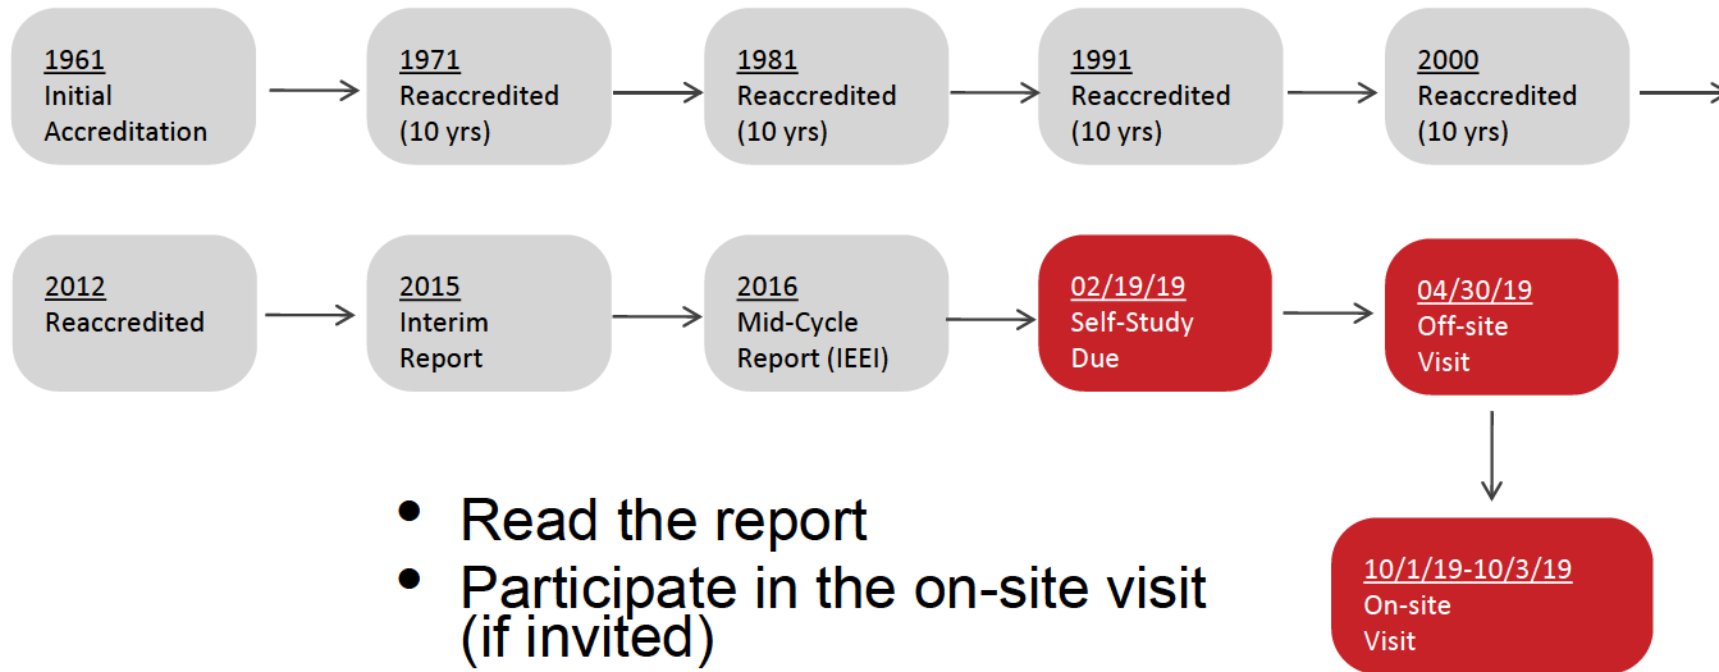 1961
Initial
Accreditation
1971
Reaccredited
(10 yrs)
1981
Reaccredited
(10 yrs)
1991
Reaccredited
(10 yrs)
2000
Reaccredited
(10 yrs)
2012
Reaccredited
2015
Interim
Report
2016
Mid-Cycle
Report (IEEI)
02/19/19
Self-Study
Due
04/30/19
Off-site
Visit
10/1/19-10/3/19
On-site
Visit
• Read the report
• Participate in the on-site visit
(if invited)